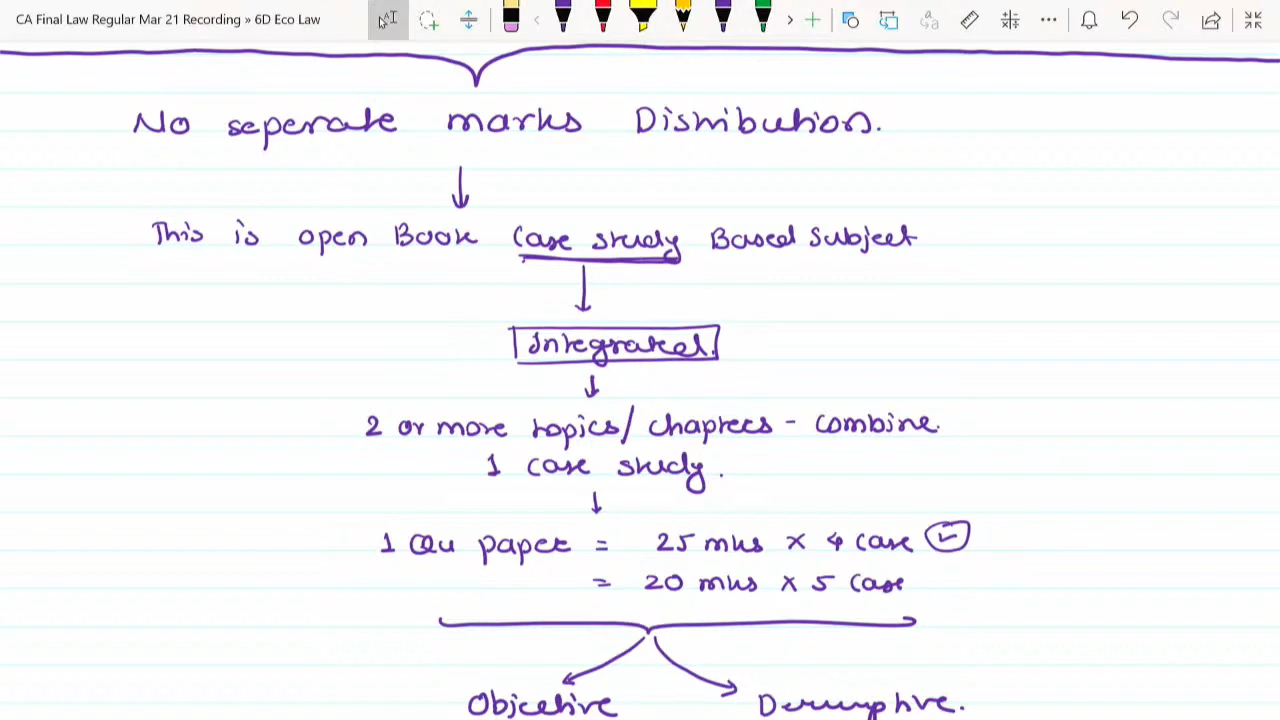 CA Final Law Regular Mar 21 Recording » 6D Eco Law
No seperate marks Distribution.
This is open Book Case study Based Subject
Integrated.
2 or more topics/ chapters - combine.
1 case study.
1 Qu paper = 25 mks x 4 case
= 20 mks x 5 Case
Objective Descriptive.